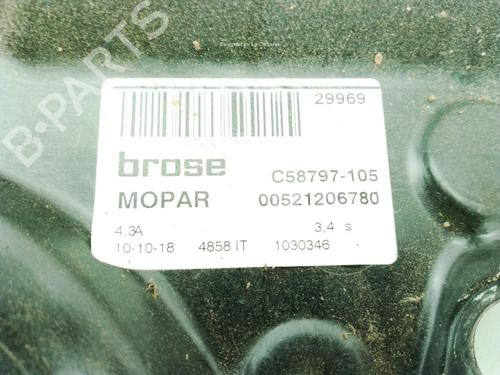 B-PARTS
29969
brose
C58797-105
MOPAR
00521206780
4.3A
3,4 s
10-10-18
4858 IT
1030346